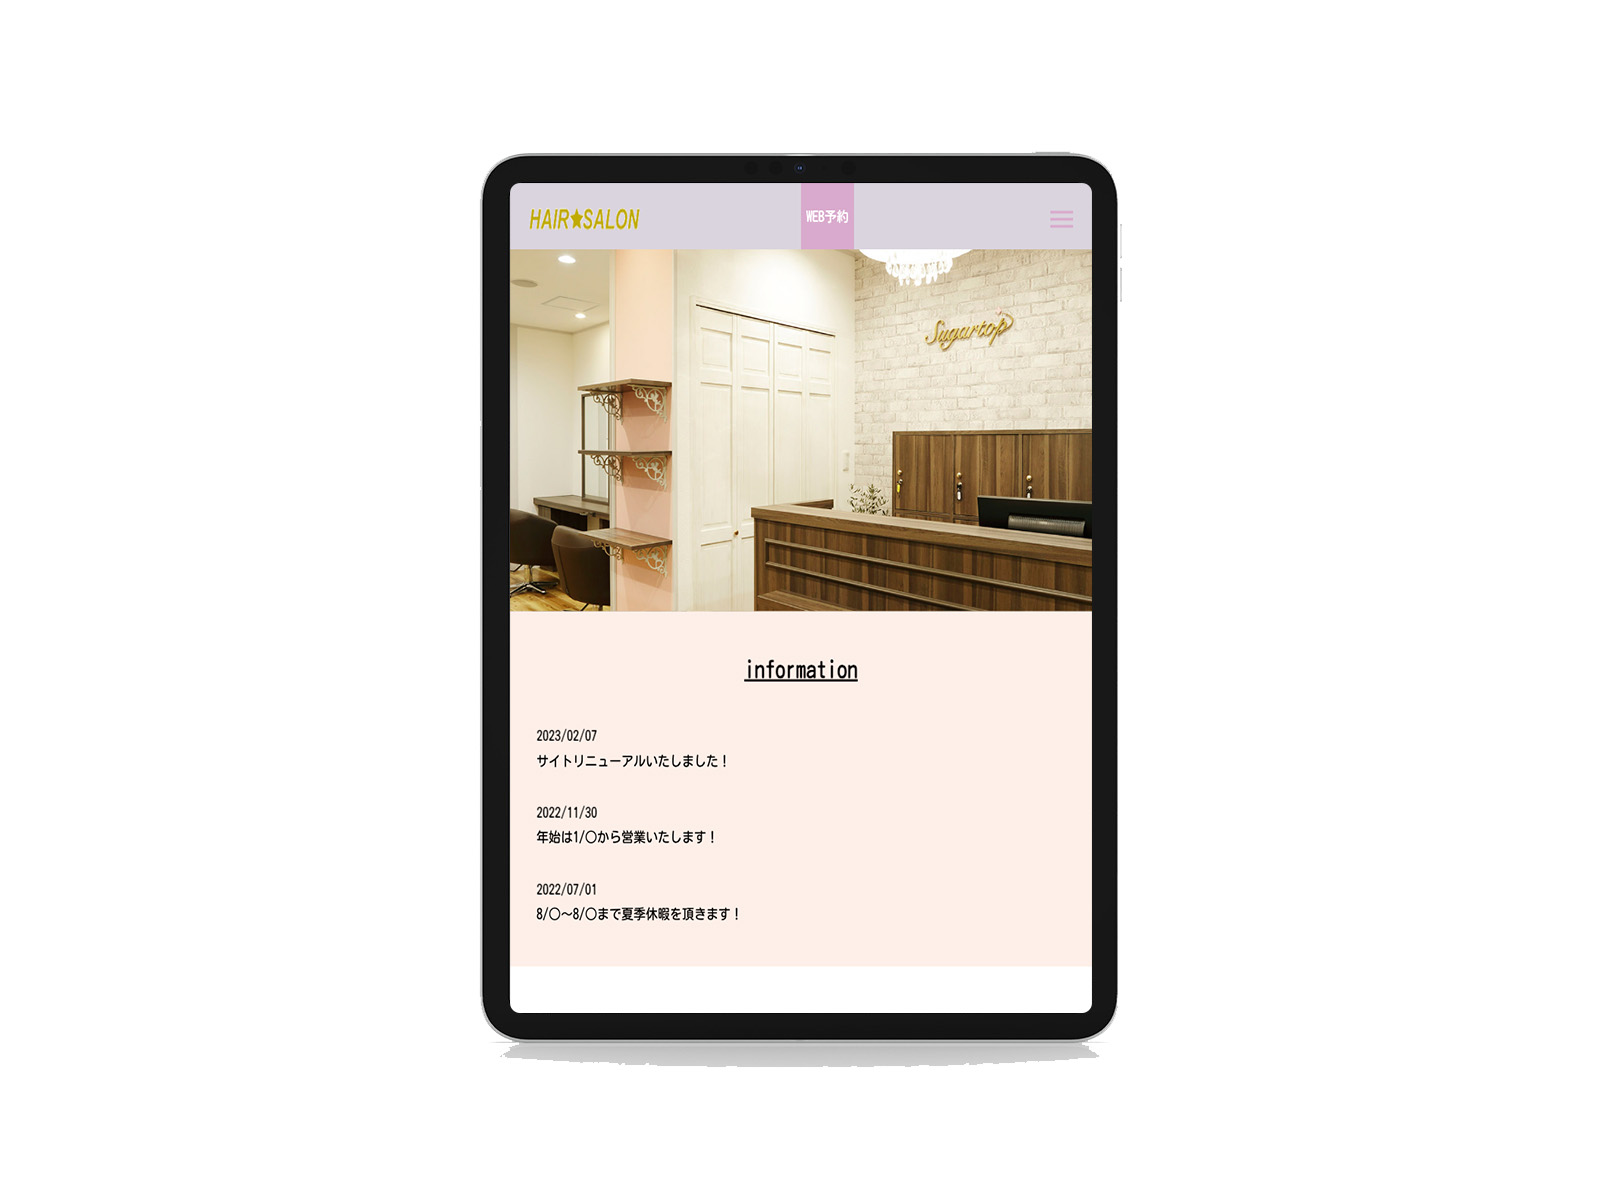 HAIR★SALON
WEB予約
Sugartop
information
2023/02/07
サイトリニューアルいたしました！
2022/11/30
年始は1/〇から営業いたします！
2022/07/01
8/〇～8/〇まで夏季休暇を頂きます！